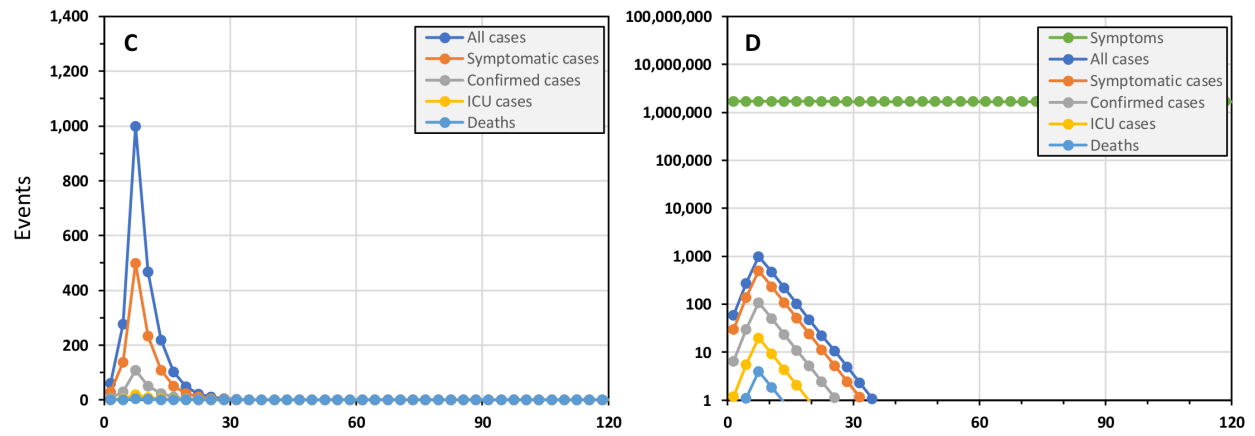 1,400
1,200
1,000
800
600
400
200
0
Events
C
All cases
Symptomatic cases
Confirmed cases
ICU cases
Deaths
0 30 60 90 120
100,000,000
10,000,000
1,000,000
100,000
10,000
1,000
100
10
1
D
Symptoms
All cases
Symptomatic cases
Confirmed cases
ICU cases
Deaths
0 30 60 90 120